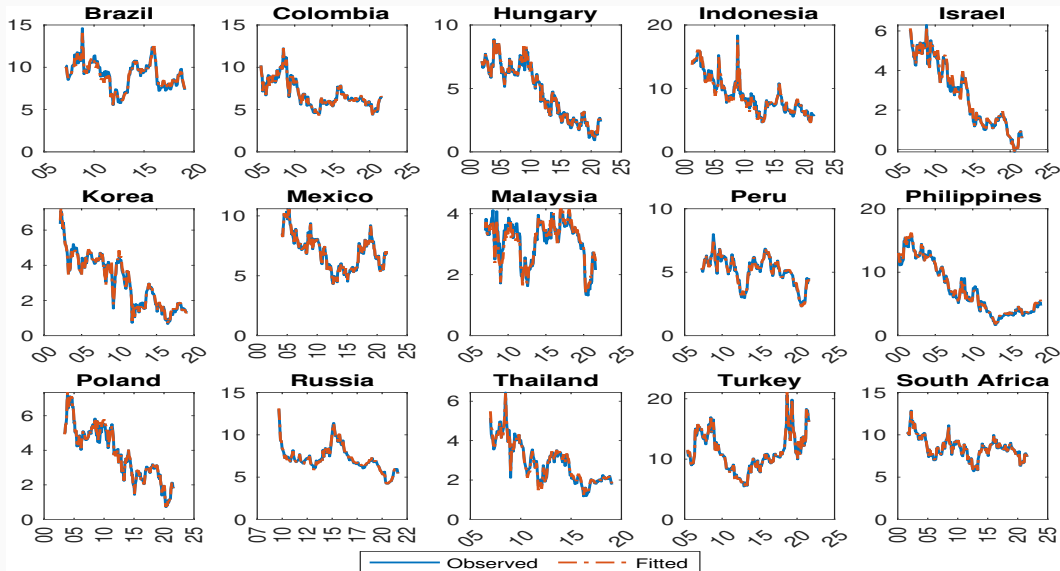 Brazil
15
10
5
0
05 10 15 20
Colombia
15
10
5
0
05 10 15 20 25
Hungary
10
5
0
00 05 10 15 20 25
Indonesia
20
10
0
00 05 10 15 20 25
Israel
6
4
2
0
05 10 15 20 25
Korea
6
4
2
0
00 05 10 15 20
Mexico
10
5
0
00 05 10 15 20 25
Malaysia
4
2
0
05 10 15 20 25
Peru
10
5
0
05 10 15 20 25
Philippines
20
10
0
00 05 10 15 20
Poland
6
4
2
0
00 05 10 15 20 25
Russia
15
10
5
0
07 10 12 15 17 20 22
Thailand
6
4
2
0
05 10 15 20
Turkey
20
10
0
05 10 15 20 25
South Africa
15
10
5
0
00 05 10 15 20 25
Observed Fitted